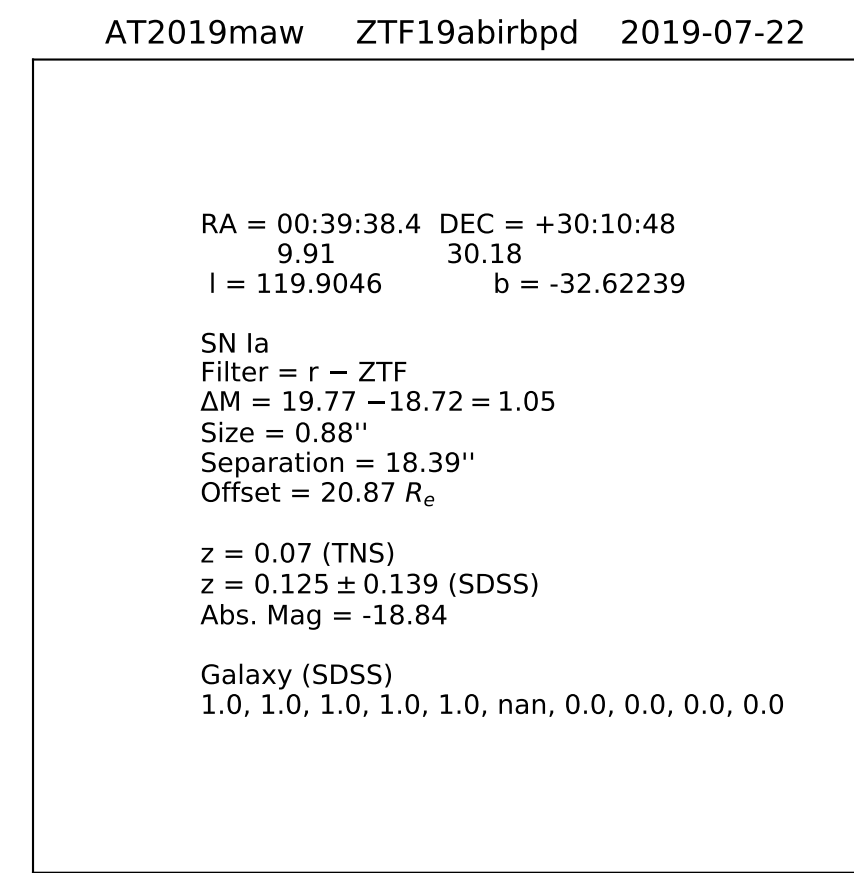 AT2019maw ZTF19abirbpd 2019-07-22
RA = 00:39:38.4 DEC = +30:10:48
9.91 30.18
l = 119.9046 b = -32.62239
SN Ia
Filter = r − ZTF
ΔM = 19.77 −18.72 = 1.05
Size = 0.88''
Separation = 18.39''
Offset = 20.87 Rₑ
z = 0.07 (TNS)
z = 0.125 ± 0.139 (SDSS)
Abs. Mag = -18.84
Galaxy (SDSS)
1.0, 1.0, 1.0, 1.0, 1.0, nan, 0.0, 0.0, 0.0, 0.0